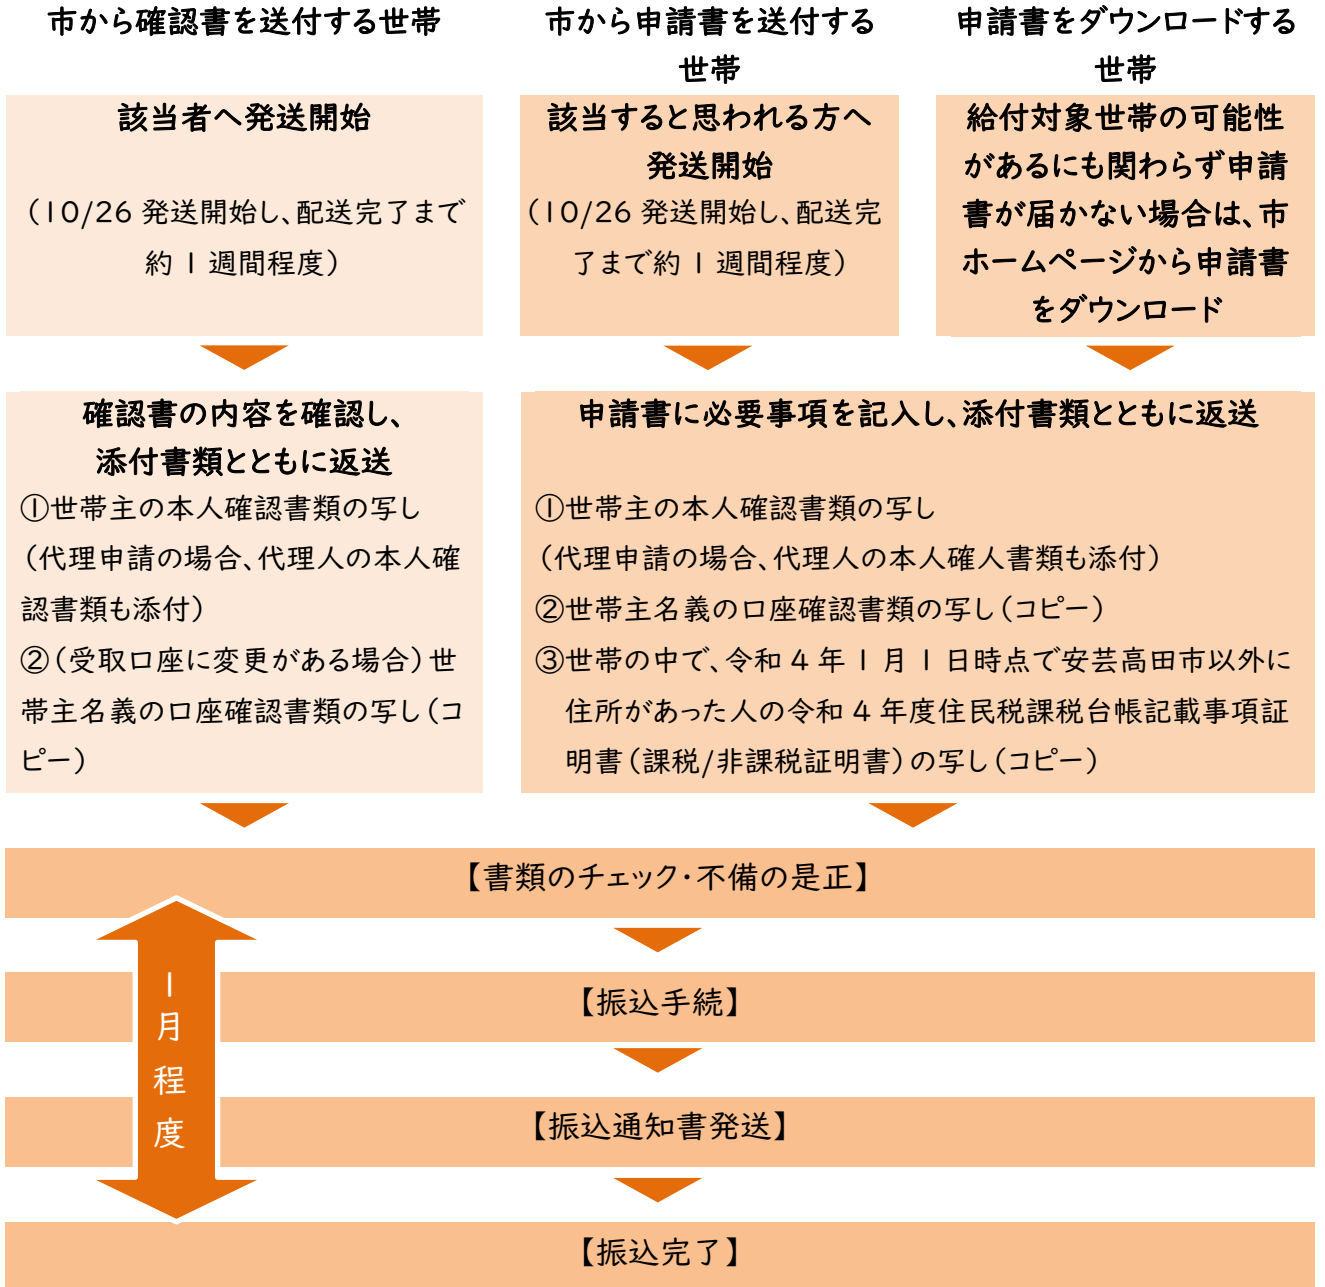 市から確認書を送付する世帯
市から申請書を送付する
世帯
申請書をダウンロードする
世帯
該当者へ発送開始
（10/26 発送開始し、配送完了まで
約 1 週間程度）
該当すると思われる方へ
発送開始
（10/26 発送開始し、配送完
了まで約 1 週間程度）
給付対象世帯の可能性
があるにも関わらず申請
書が届かない場合は、市
ホームページから申請書
をダウンロード
確認書の内容を確認し、
添付書類とともに返送
①世帯主の本人確認書類の写し
（代理申請の場合、代理人の本人確
認書類も添付）
②（受取口座に変更がある場合）世
帯主名義の口座確認書類の写し（コ
ピー）
申請書に必要事項を記入し、添付書類とともに返送
①世帯主の本人確認書類の写し
（代理申請の場合、代理人の本人確人書類も添付）
②世帯主名義の口座確認書類の写し（コピー）
③世帯の中で、令和 4 年 1 月 1 日時点で安芸高田市以外に
住所があった人の令和 4 年度住民税課税台帳記載事項証
明書（課税/非課税証明書）の写し（コピー）
【書類のチェック・不備の是正】
【振込手続】
【振込通知書発送】
【振込完了】
1月程度